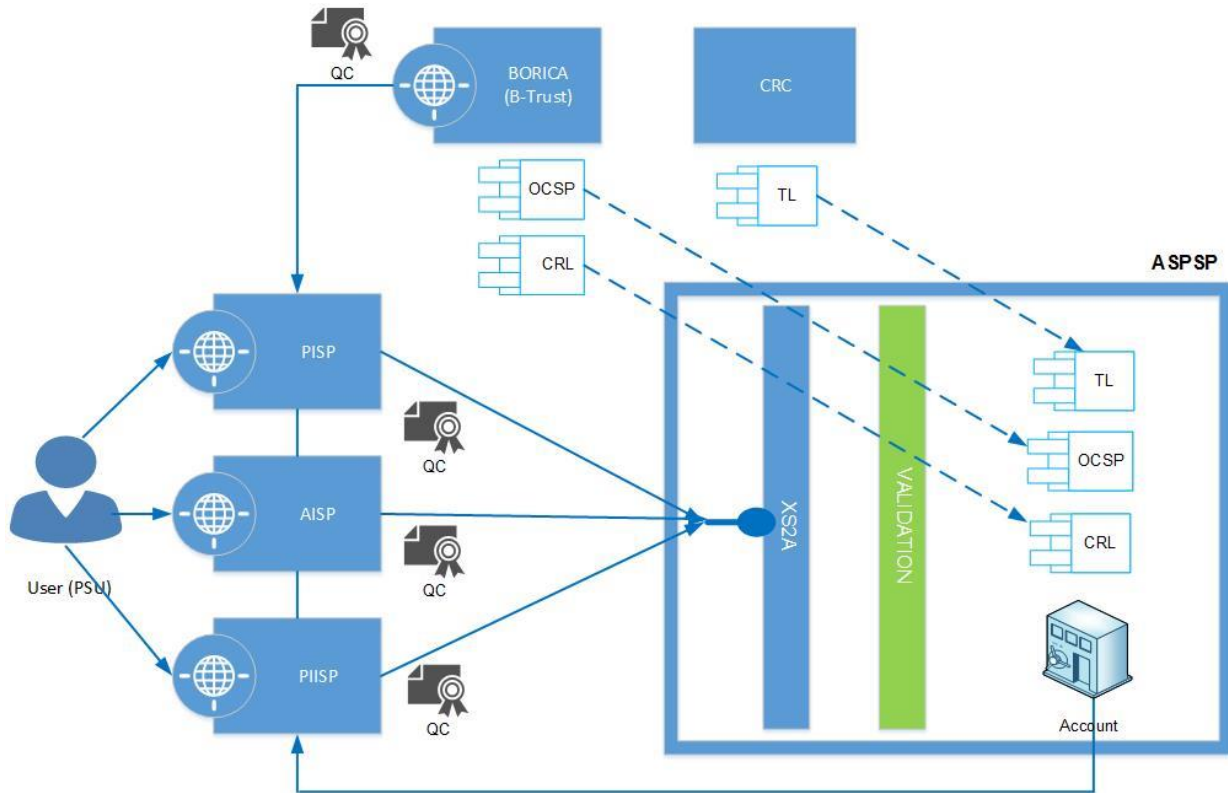 QC
BORICA
(B-Trust)
CRC
OCSP
TL
CRL
ASPSP
PISP
TL
QC
OCSP
AISP
XS2A
VALIDATION
CRL
QC
User (PSU)
PIISP
QC
Account